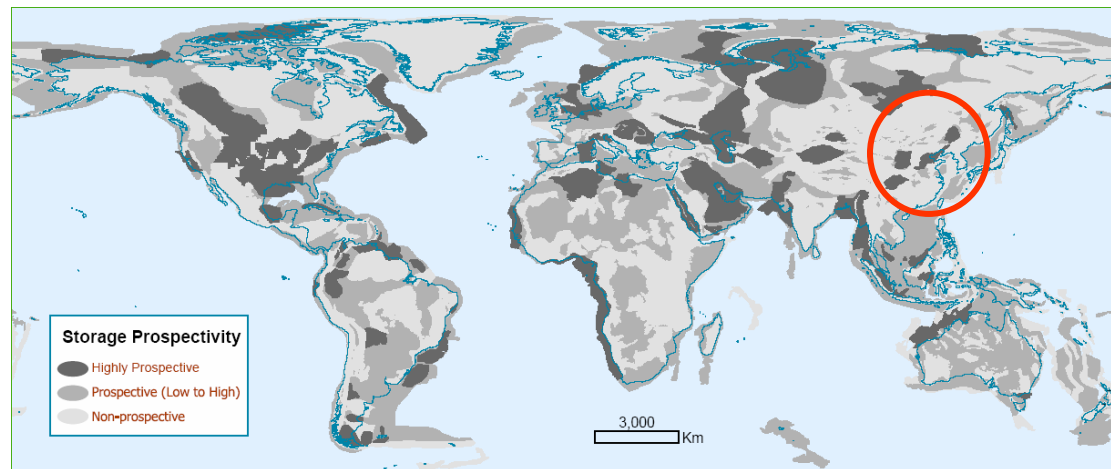 Storage Prospectivity
Highly Prospective
Prospective (Low to High)
Non-prospective
3,000
Km